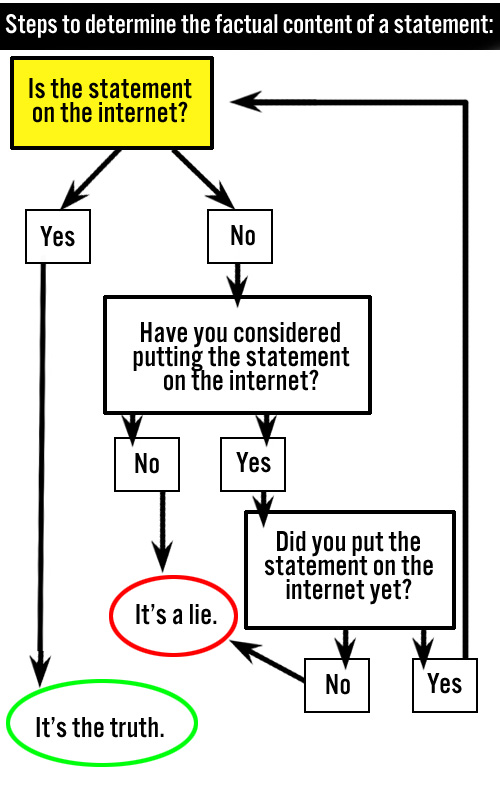 Steps to determine the factual content of a statement:
Is the statement
on the internet?
Yes
No
Have you considered
putting the statement
on the internet?
No
Yes
Did you put the
statement on the
internet yet?
It's a lie.
No
Yes
It's the truth.